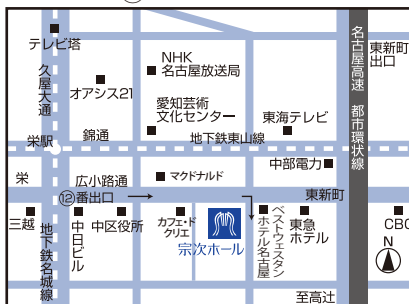 テレビ塔
久屋大通
NHK
名古屋放送局
オアシス21
愛知芸術
文化センター
東海テレビ
名古屋高速 都市環状線
東新町
出口
栄駅
錦通
地下鉄東山線
中部電力
栄
広小路通
マクドナルド
東新町
⑫番出口
三越
地下鉄名城線
中日ビル
中区役所
カフェ・ド
クリエ
宗次ホール
ベストウェスタン
ホテル名古屋
東急
ホテル
CBC
N
至高辻